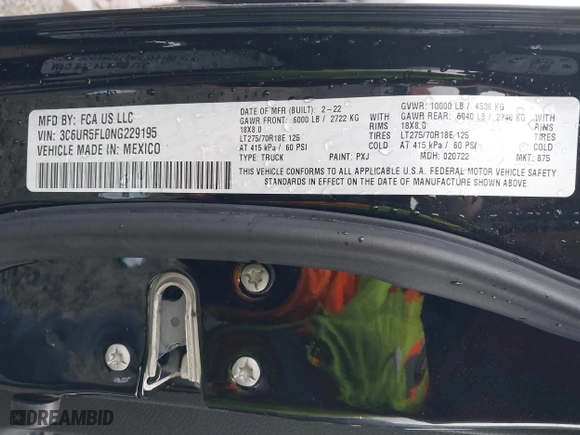 MFD BY: FCA US LLC
VIN: 3C6UR5FL0NG229195
VEHICLE MADE IN: MEXICO
DATE OF MFR (BUILT): 2-22
GAWR FRONT: 6000 LB / 2722 KG
18X8.0 RIMS
LT275/70R18E 125 TIRES
AT 415 kPa / 60 PSI COLD
TYPE: TRUCK PAINT: PXJ
GVWR: 10000 LB / 4536 KG
GAWR REAR: 6040 LB / 2740 KG
WITH
18X8.0 RIMS
LT275/70R18E 125 TIRES
AT 415 kPa / 60 PSI COLD
MDH: 020722 MKT: 875
THIS VEHICLE CONFORMS TO ALL APPLICABLE U.S.A. FEDERAL MOTOR VEHICLE SAFETY
STANDARDS IN EFFECT ON THE DATE OF MANUFACTURE SHOWN ABOVE.
DREAMBID